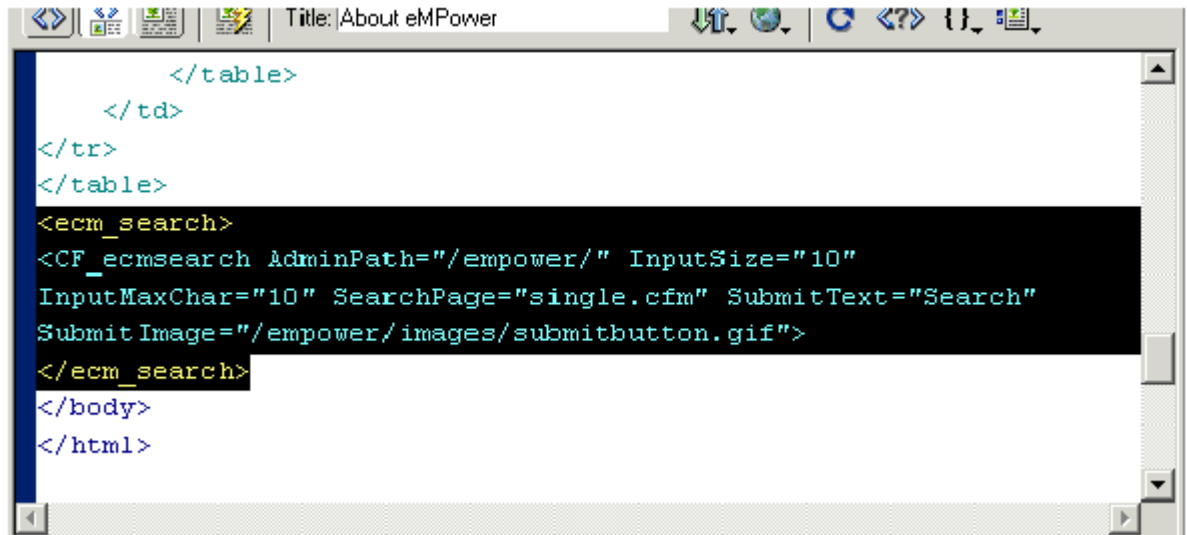 Title: About eMPower
</table>
</td>
</tr>
</table>
<ecm_search>
<CF_ecmsearch AdminPath="/empower/" InputSize="10"
InputMaxChar="10" SearchPage="single.cfm" SubmitText="Search"
SubmitImage="/empower/images/submitbutton.gif">
</ecm_search>
</body>
</html>